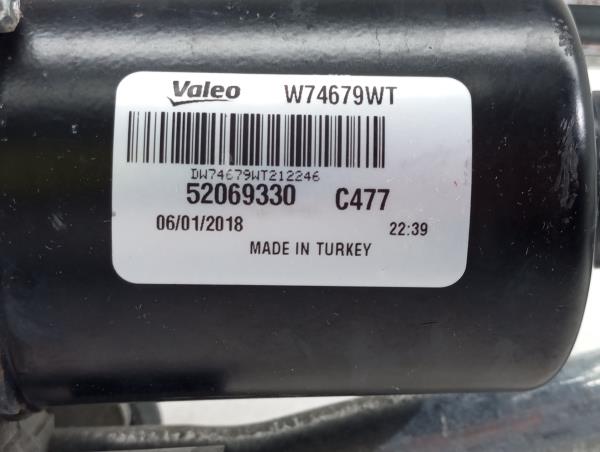 Valeo W74679WT
DW74679WT212246
52069330 C477
06/01/2018 22:39
MADE IN TURKEY